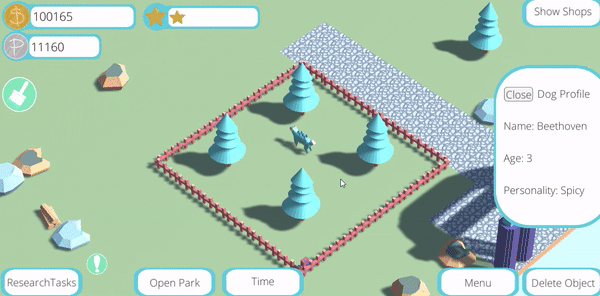 100165
Show Shops
11160
Close Dog Profile
Name: Beethoven
Age: 3
Personality: Spicy
ResearchTasks
Open Park
Time
Menu
Delete Object